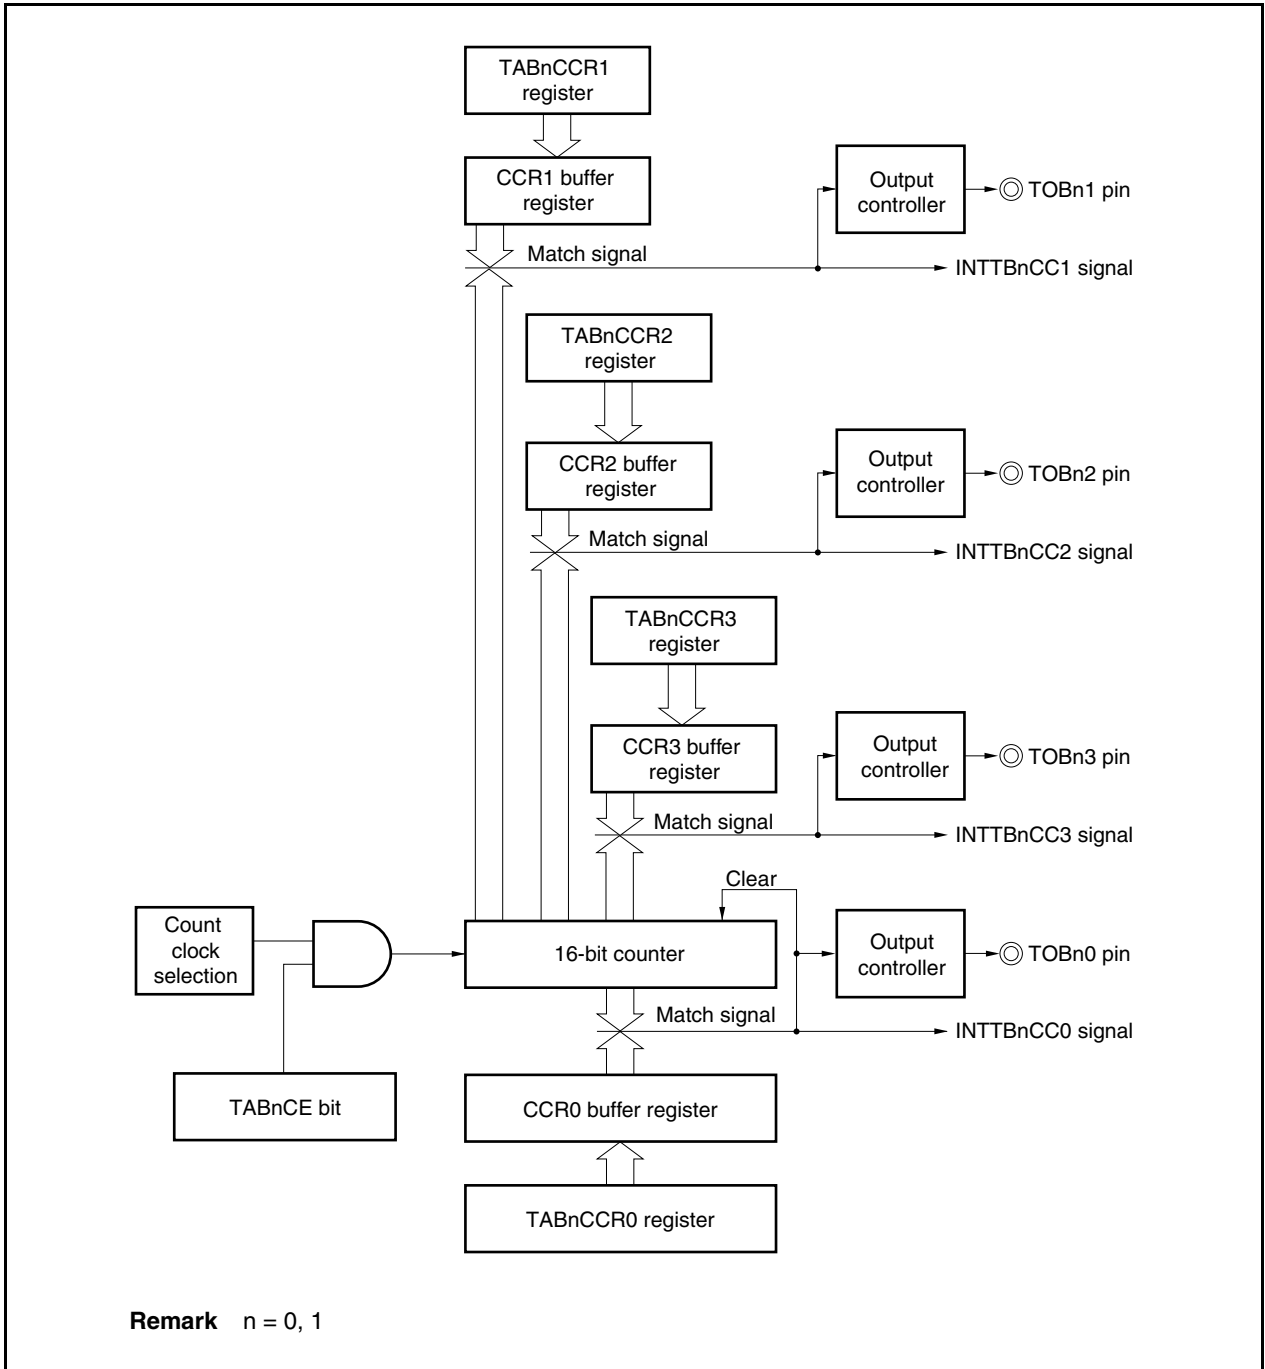 TABnCCR1
register
CCR1 buffer
register
Output
controller
TOBn1 pin
Match signal
INTTBnCC1 signal
TABnCCR2
register
CCR2 buffer
register
Output
controller
TOBn2 pin
Match signal
INTTBnCC2 signal
TABnCCR3
register
CCR3 buffer
register
Output
controller
TOBn3 pin
Match signal
INTTBnCC3 signal
Clear
Count
clock
selection
16-bit counter
Output
controller
TOBn0 pin
Match signal
INTTBnCC0 signal
TABnCE bit
CCR0 buffer register
TABnCCR0 register
Remark n = 0, 1